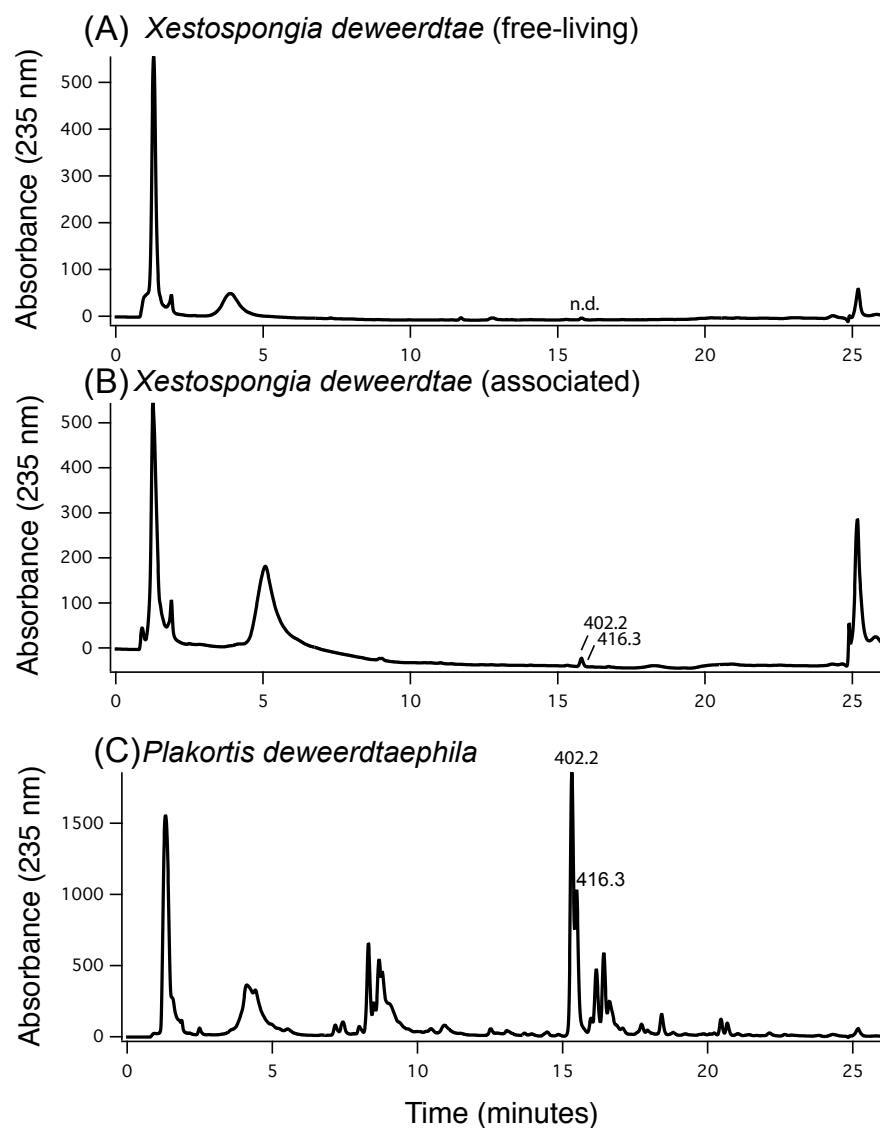 (A) Xestospongia deweerdtae (free-living)
Absorbance (235 nm)
500
400
300
200
100
0
n.d.
0 5 10 15 20 25
(B) Xestospongia deweerdtae (associated)
Absorbance (235 nm)
500
400
300
200
100
0
402.2
416.3
0 5 10 15 20 25
(C) Plakortis deweerdtaephila
Absorbance (235 nm)
1500
1000
500
0
402.2
416.3
0 5 10 15 20 25
Time (minutes)